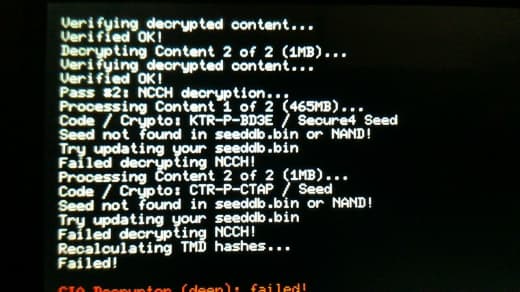 Verifying decrypted content...
Verified OK!
Decrypting Content 2 of 2 (1MB)...
Verifying decrypted content...
Verified OK!
Pass #2: NCCH decryption...
Processing Content 1 of 2 (465MB)...
Code / Crypto: KTR-P-BD3E / Secure4 Seed
Seed not found in seeddb.bin or NAND!
Try updating your seeddb.bin
Failed decrypting NCCH!
Processing Content 2 of 2 (1MB)...
Code / Crypto: CTR-P-CTAP / Seed
Seed not found in seeddb.bin or NAND!
Try updating your seeddb.bin
Failed decrypting NCCH!
Recalculating TMD hashes...
Failed!
CIA Decryptor (deep): failed!